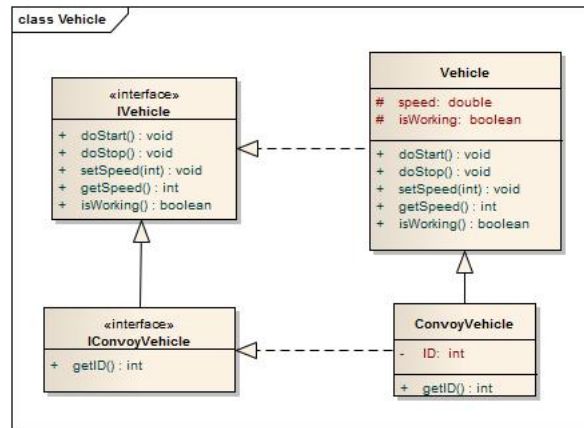 class Vehicle
«interface»
IVehicle
+ doStart() : void
+ doStop() : void
+ setSpeed(int) : void
+ getSpeed() : int
+ isWorking() : boolean
Vehicle
# speed: double
# isWorking: boolean
+ doStart() : void
+ doStop() : void
+ setSpeed(int) : void
+ getSpeed() : int
+ isWorking() : boolean
«interface»
IConvoyVehicle
+ getID() : int
ConvoyVehicle
- ID: int
+ getID() : int